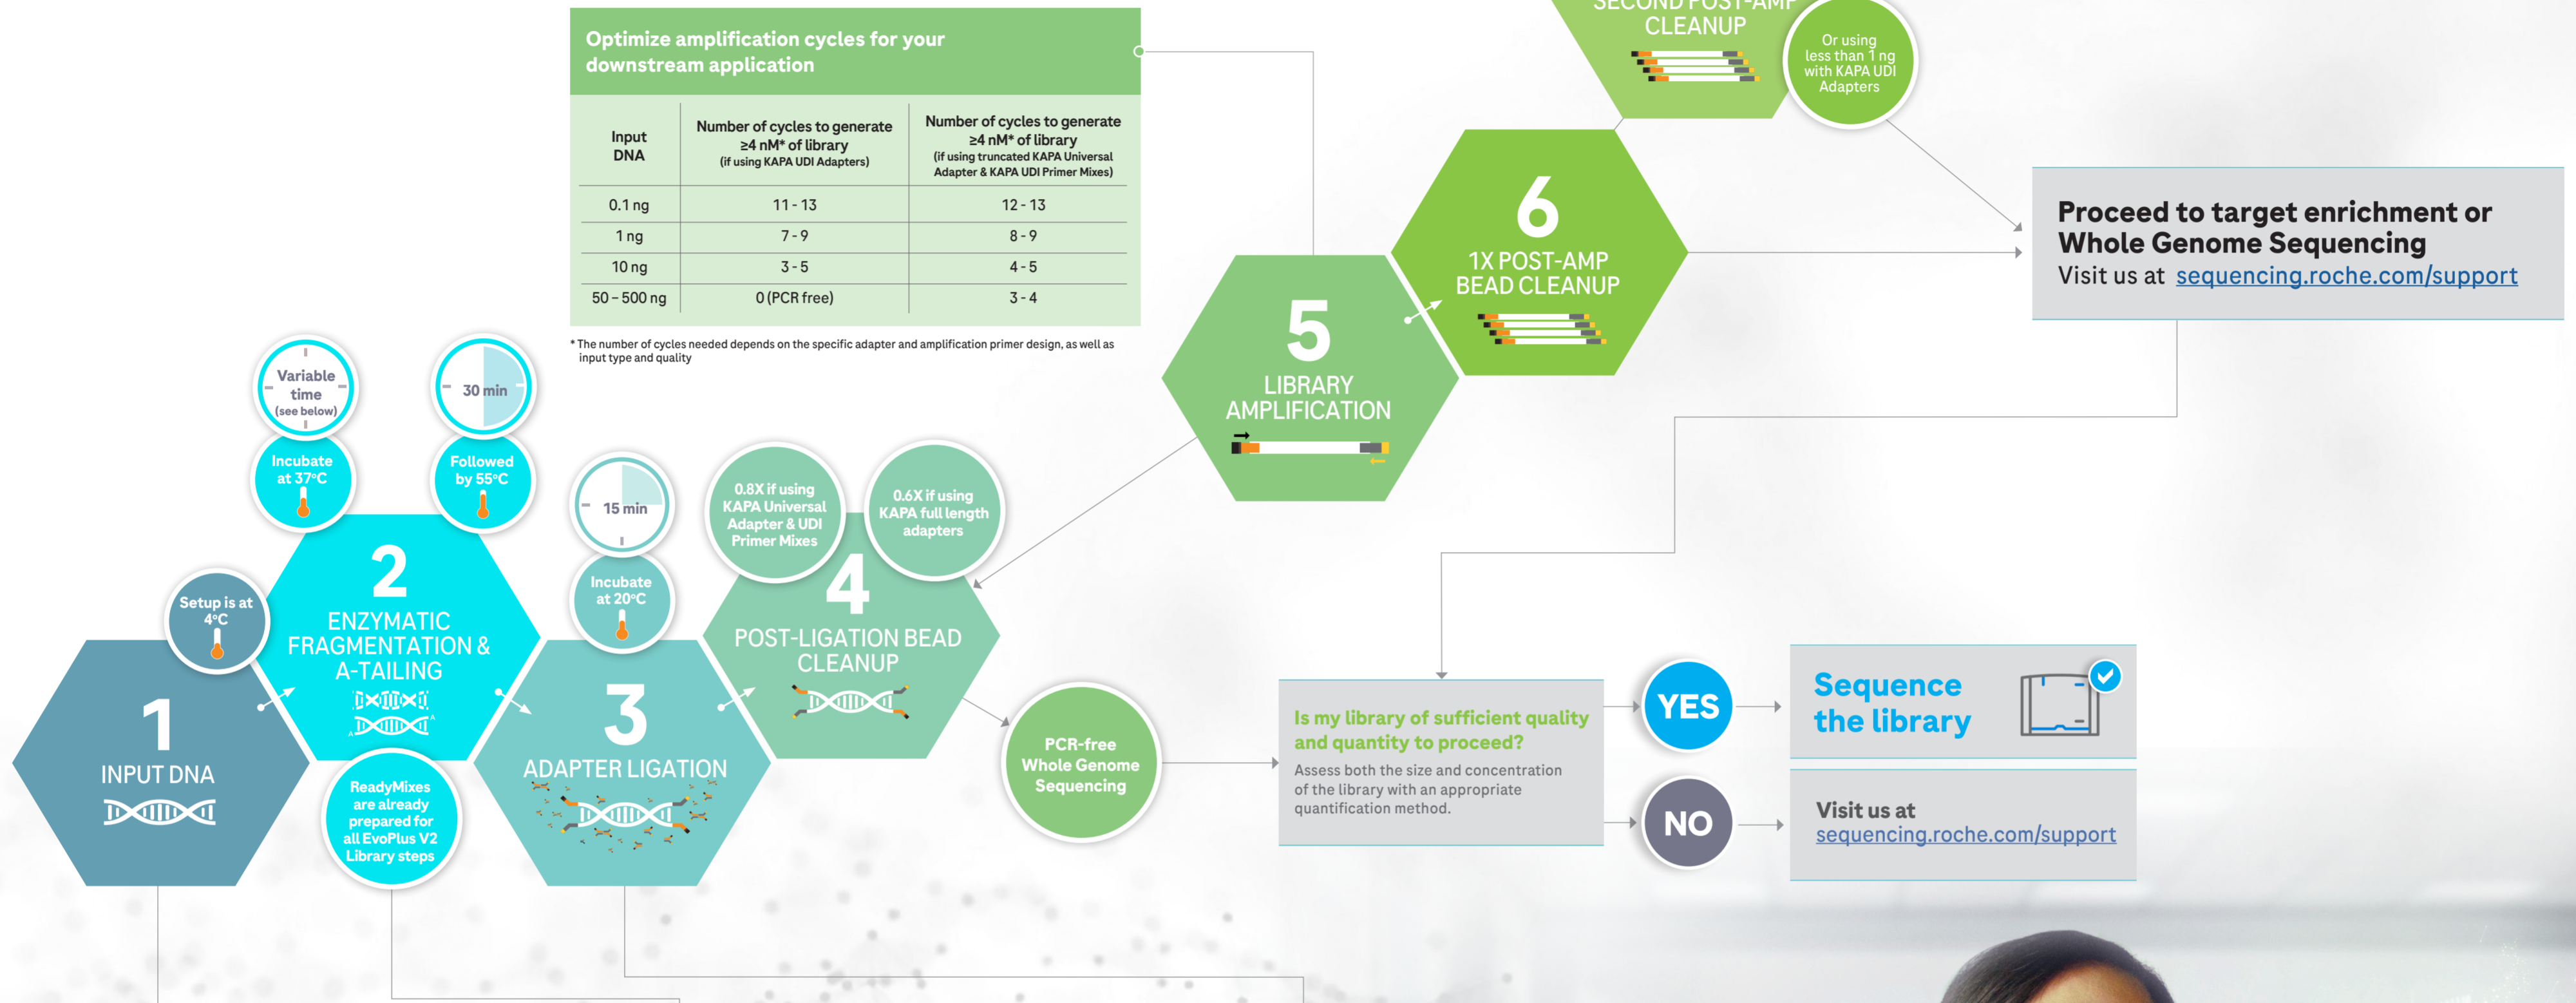 Optimize amplification cycles for your
downstream application
Input
DNA
Number of cycles to generate
≥4 nM* of library
(if using KAPA UDI Adapters)
Number of cycles to generate
≥4 nM* of library
(if using truncated KAPA Universal
Adapter & KAPA UDI Primer Mixes)
0.1 ng 11 - 13 12 - 13
1 ng 7 - 9 8 - 9
10 ng 3 - 5 4 - 5
50 – 500 ng 0 (PCR free) 3 - 4
* The number of cycles needed depends on the specific adapter and amplification primer design, as well as
input type and quality
1
INPUT DNA
Setup is at
4°C
2
ENZYMATIC
FRAGMENTATION &
A-TAILING
A
A
Variable
time
(see below)
Incubate
at 37°C
30 min
Followed
by 55°C
ReadyMixes
are already
prepared for
all EvoPlus V2
Library steps
3
ADAPTER LIGATION
15 min
Incubate
at 20°C
4
POST-LIGATION BEAD
CLEANUP
0.8X if using
KAPA Universal
Adapter & UDI
Primer Mixes
0.6X if using
KAPA full length
adapters
PCR-free
Whole Genome
Sequencing
5
LIBRARY
AMPLIFICATION
6
1X POST-AMP
BEAD CLEANUP
SECOND POST-AMP
CLEANUP
Or using
less than 1 ng
with KAPA UDI
Adapters
Proceed to target enrichment or
Whole Genome Sequencing
Visit us at sequencing.roche.com/support
Is my library of sufficient quality
and quantity to proceed?
Assess both the size and concentration
of the library with an appropriate
quantification method.
YES
Sequence
the library
NO
Visit us at
sequencing.roche.com/support